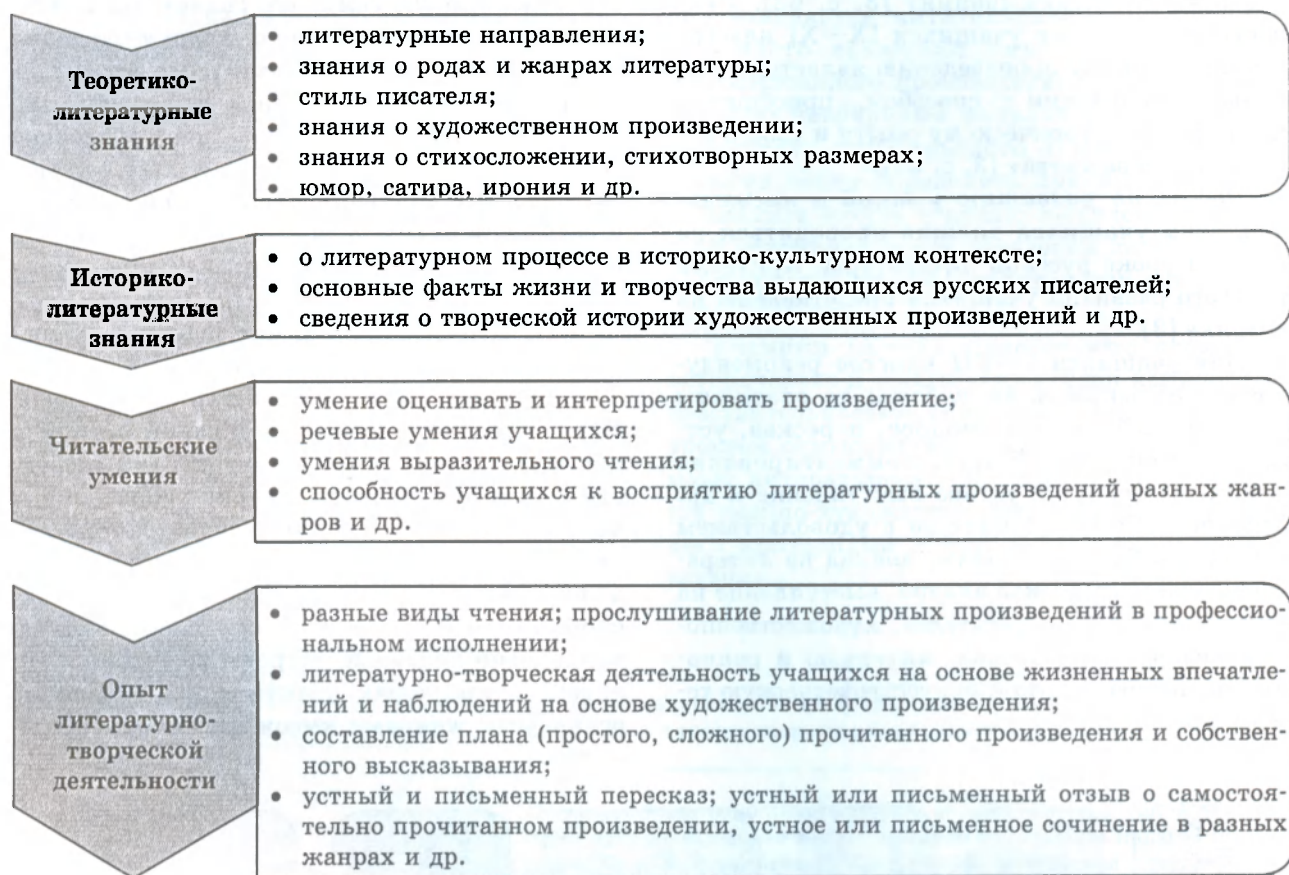 Теоретико-
литературные
знания
• литературные направления;
• знания о родах и жанрах литературы;
• стиль писателя;
• знания о художественном произведении;
• знания о стихосложении, стихотворных размерах;
• юмор, сатира, ирония и др.
Историко-
литературные
знания
• о литературном процессе в историко-культурном контексте;
• основные факты жизни и творчества выдающихся русских писателей;
• сведения о творческой истории художественных произведений и др.
Читательские
умения
• умение оценивать и интерпретировать произведение;
• речевые умения учащихся;
• умения выразительного чтения;
• способность учащихся к восприятию литературных произведений разных жан-
ров и др.
Опыт
литературно-
творческой
деятельности
• разные виды чтения; прослушивание литературных произведений в профессио-
нальном исполнении;
• литературно-творческая деятельность учащихся на основе жизненных впечатле-
ний и наблюдений на основе художественного произведения;
• составление плана (простого, сложного) прочитанного произведения и собствен-
ного высказывания;
• устный и письменный пересказ; устный или письменный отзыв о самостоя-
тельно прочитанном произведении, устное или письменное сочинение в разных
жанрах и др.